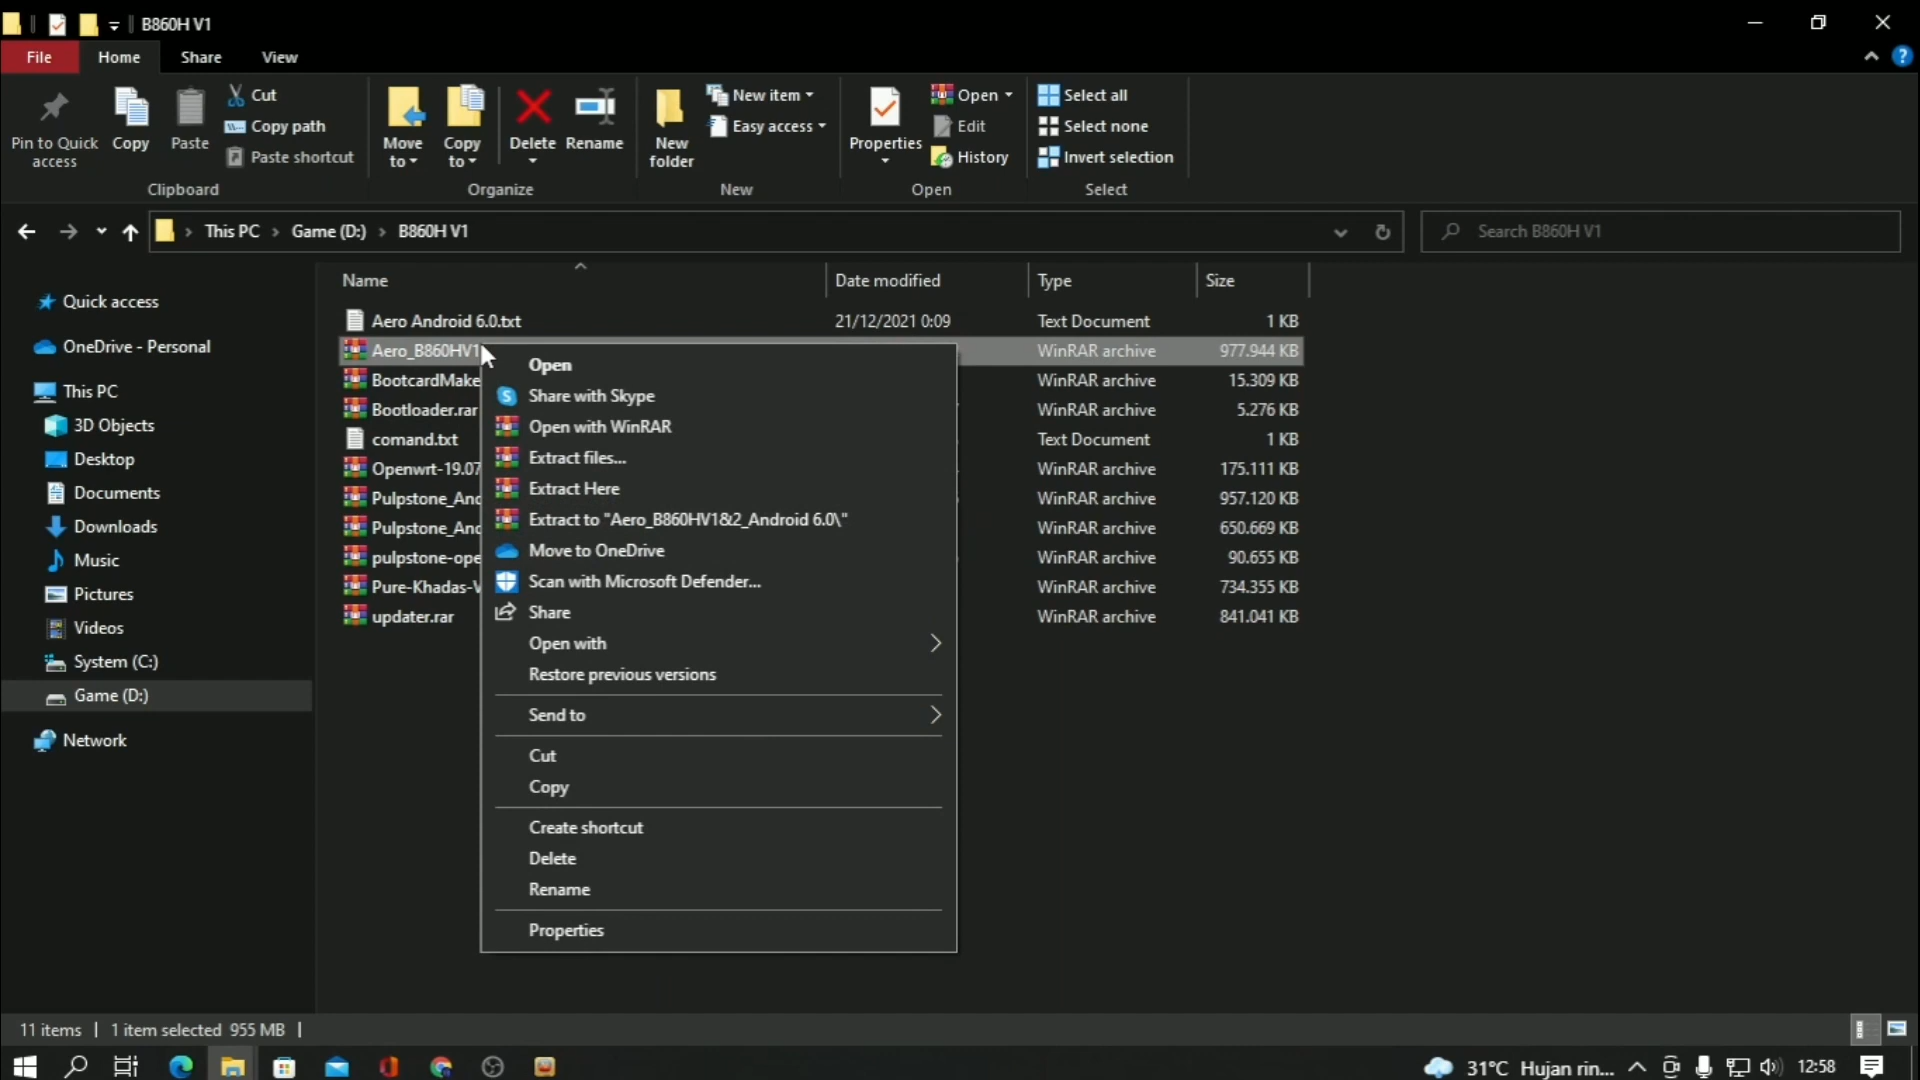 B860H V1
File Home Share View
Pin to Quick access
Copy
Paste
Cut
Copy path
Paste shortcut
Clipboard
Move to
Copy to
Delete
Rename
Organize
New folder
New item
Easy access
New
Properties
Open
Edit
History
Open
Select all
Select none
Invert selection
Select
This PC › Game (D:) › B860H V1
Search B860H V1
Quick access
OneDrive - Personal
This PC
3D Objects
Desktop
Documents
Downloads
Music
Pictures
Videos
System (C:)
Game (D:)
Network
Name Date modified Type Size
Aero Android 6.0.txt 21/12/2021 0:09 Text Document 1 KB
Aero_B860HV1 WinRAR archive 977.944 KB
BootcardMake WinRAR archive 15.309 KB
Bootloader.rar WinRAR archive 5.276 KB
comand.txt Text Document 1 KB
Openwrt-19.07 WinRAR archive 175.111 KB
Pulpstone_And WinRAR archive 957.120 KB
Pulpstone_And WinRAR archive 650.669 KB
pulpstone-ope WinRAR archive 90.655 KB
Pure-Khadas-V WinRAR archive 734.355 KB
updater.rar WinRAR archive 841.041 KB
Open
Share with Skype
Open with WinRAR
Extract files...
Extract Here
Extract to "Aero_B860HV1&2_Android 6.0\"
Move to OneDrive
Scan with Microsoft Defender...
Share
Open with
Restore previous versions
Send to
Cut
Copy
Create shortcut
Delete
Rename
Properties
11 items | 1 item selected 955 MB |
31°C Hujan rin... 12:58